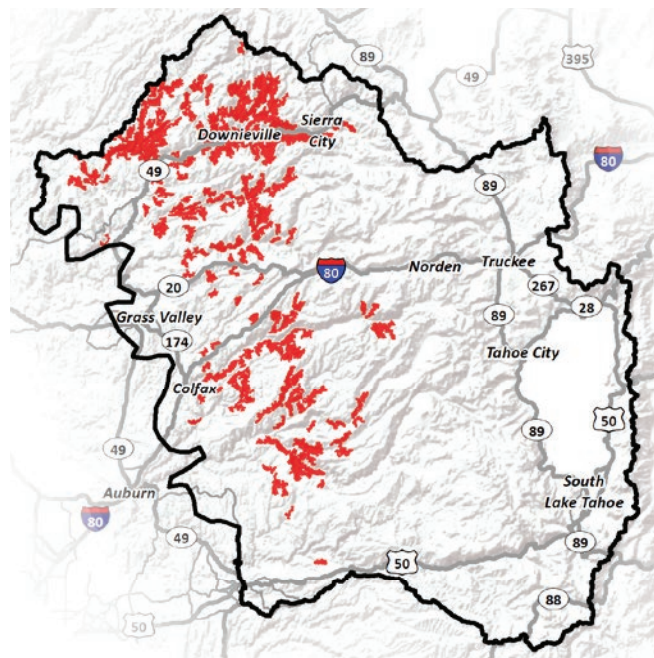 89
49
395
Sierra
City
Downieville
80
49
89
80
Norden
Truckee
20
267
28
Grass Valley
89
174
Tahoe City
Colfax
50
89
49
South
Lake Tahoe
Auburn
80
49
89
50
88
50